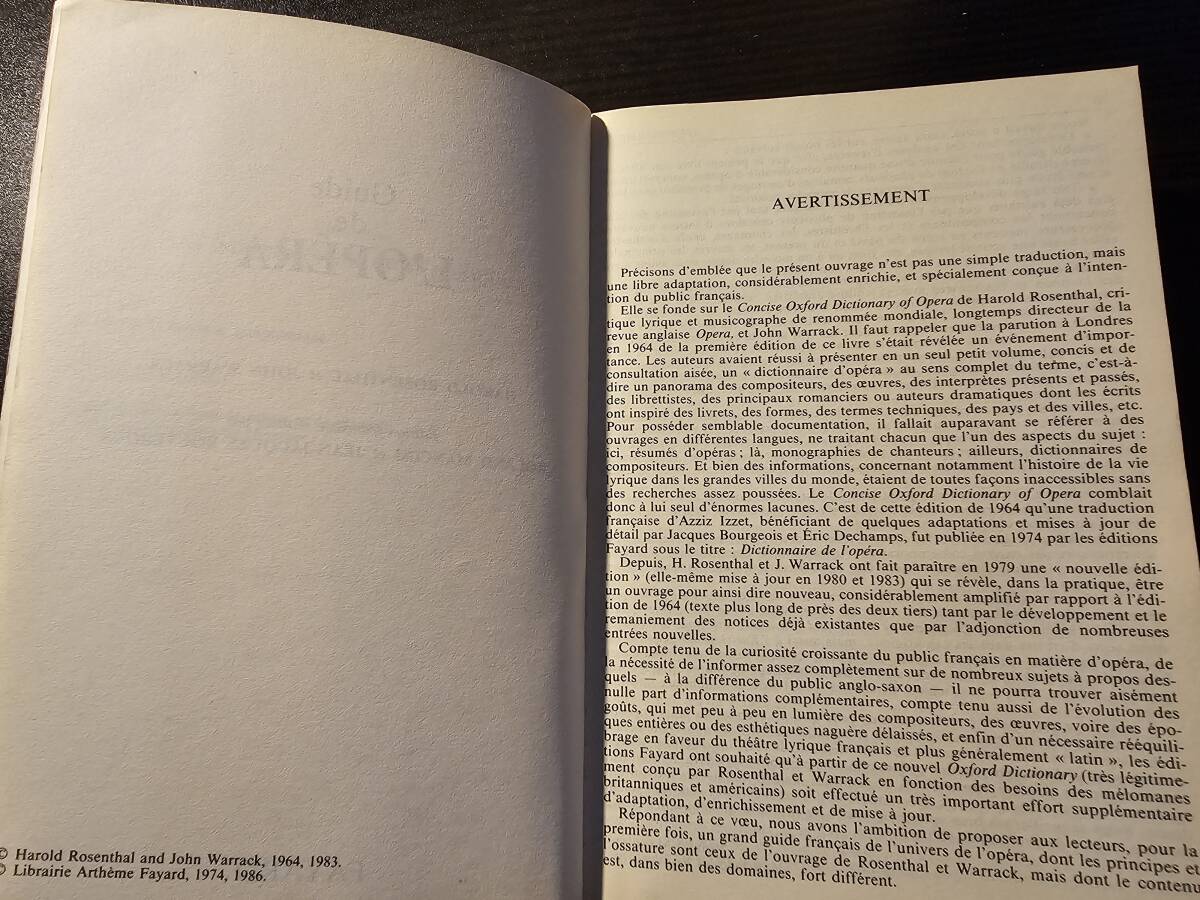 © Harold Rosenthal and John Warrack, 1964, 1983.
© Librairie Arthème Fayard, 1974, 1986.
AVERTISSEMENT
Précisons d'emblée que le présent ouvrage n'est pas une simple traduction, mais
une libre adaptation, considérablement enrichie, et spécialement conçue à l'inten-
tion du public français.
Elle se fonde sur le Concise Oxford Dictionary of Opera de Harold Rosenthal, cri-
tique lyrique et musicographe de renommée mondiale, longtemps directeur de la
revue anglaise Opera, et John Warrack. Il faut rappeler que la parution à Londres
en 1964 de la première édition de ce livre s'était révélée un événement d'impor-
tance. Les auteurs avaient réussi à présenter en un seul petit volume, concis et de
consultation aisée, un « dictionnaire d'opéra » au sens complet du terme, c'est-à-
dire un panorama des compositeurs, des œuvres, des interprètes présents et passés,
des librettistes, des principaux romanciers ou auteurs dramatiques dont les écrits
ont inspiré des livrets, des formes, des termes techniques, des pays et des villes, etc.
Pour posséder semblable documentation, il fallait auparavant se référer à des
ouvrages en différentes langues, ne traitant chacun que l'un des aspects du sujet :
ici, résumés d'opéras ; là, monographies de chanteurs ; ailleurs, dictionnaires de
compositeurs. Et bien des informations, concernant notamment l'histoire de la vie
lyrique dans les grandes villes du monde, étaient de toutes façons inaccessibles sans
des recherches assez poussées. Le Concise Oxford Dictionary of Opera comblait
donc à lui seul d'énormes lacunes. C'est de cette édition de 1964 qu'une traduction
française d'Azziz Izzet, bénéficiant de quelques adaptations et mises à jour de
détail par Jacques Bourgeois et Éric Dechamps, fut publiée en 1974 par les éditions
Fayard sous le titre : Dictionnaire de l'opéra.
Depuis, H. Rosenthal et J. Warrack ont fait paraître en 1979 une « nouvelle édi-
tion » (elle-même mise à jour en 1980 et 1983) qui se révèle, dans la pratique, être
un ouvrage pour ainsi dire nouveau, considérablement amplifié par rapport à l'édi-
tion de 1964 (texte plus long de près des deux tiers) tant par le développement et le
remaniement des notices déjà existantes que par l'adjonction de nombreuses
entrées nouvelles.
Compte tenu de la curiosité croissante du public français en matière d'opéra, de
la nécessité de l'informer assez complètement sur de nombreux sujets à propos des-
quels — à la différence du public anglo-saxon — il ne pourra trouver aisément
nulle part d'informations complémentaires, compte tenu aussi de l'évolution des
goûts, qui met peu à peu en lumière des compositeurs, des œuvres, voire des épo-
ques entières ou des esthétiques naguère délaissés, et enfin d'un nécessaire rééquili-
brage en faveur du théâtre lyrique français et plus généralement « latin », les édi-
tions Fayard ont souhaité qu'à partir de ce nouvel Oxford Dictionary (très légitime-
ment conçu par Rosenthal et Warrack en fonction des besoins des mélomanes
britanniques et américains) soit effectué un très important effort supplémentaire
d'adaptation, d'enrichissement et de mise à jour.
Répondant à ce vœu, nous avons l'ambition de proposer aux lecteurs, pour la
première fois, un grand guide français de l'univers de l'opéra, dont les principes et
l'ossature sont ceux de l'ouvrage de Rosenthal et Warrack, mais dont le contenu
est, dans bien des domaines, fort différent.